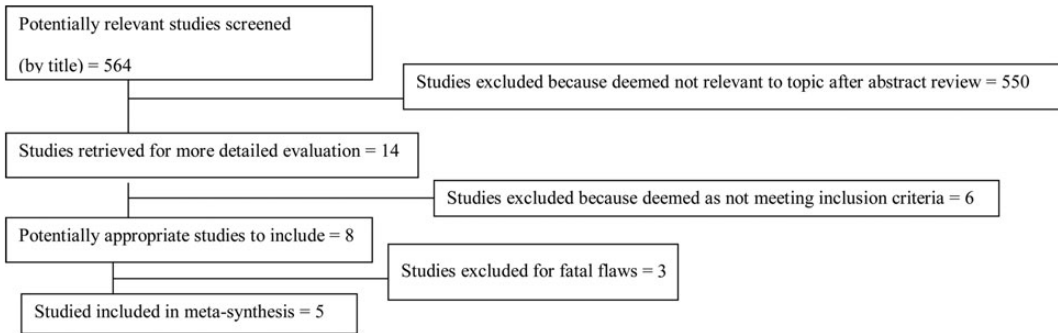 Potentially relevant studies screened
(by title) = 564
Studies excluded because deemed not relevant to topic after abstract review = 550
Studies retrieved for more detailed evaluation = 14
Studies excluded because deemed as not meeting inclusion criteria = 6
Potentially appropriate studies to include = 8
Studies excluded for fatal flaws = 3
Studied included in meta-synthesis = 5